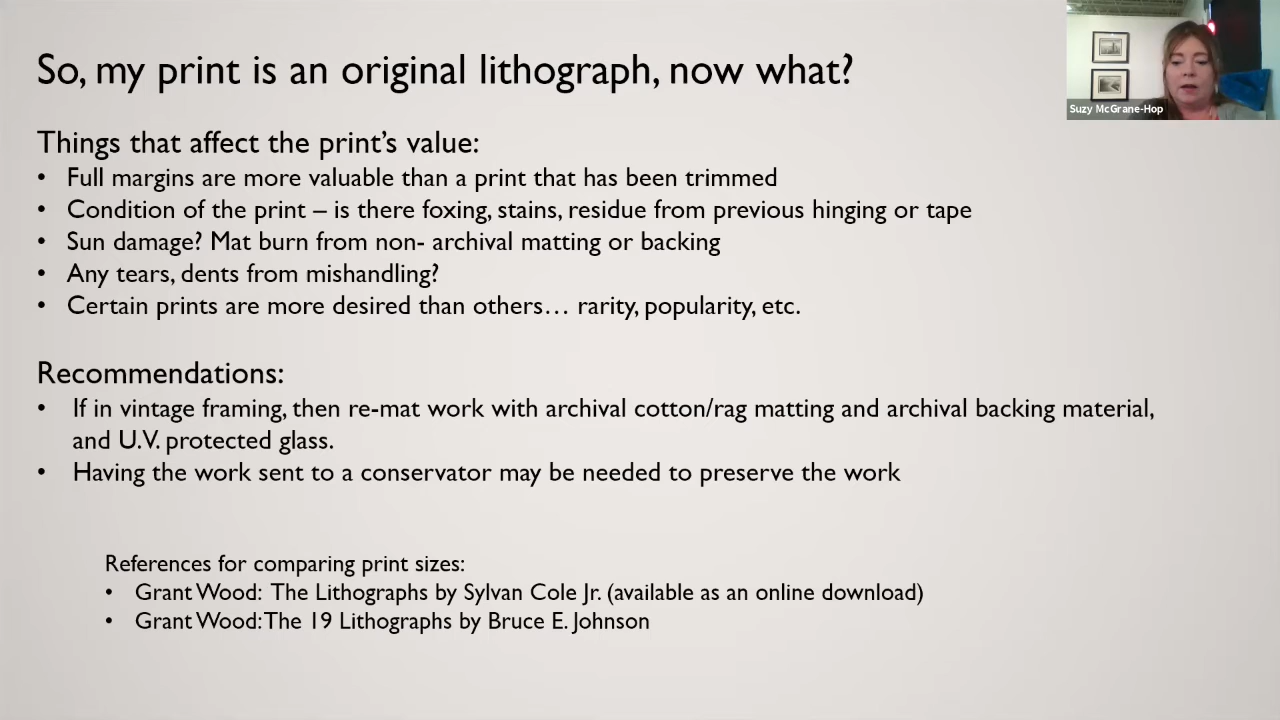 So, my print is an original lithograph, now what?
Suzy McGrane-Hop
Things that affect the print's value:
• Full margins are more valuable than a print that has been trimmed
• Condition of the print – is there foxing, stains, residue from previous hinging or tape
• Sun damage? Mat burn from non- archival matting or backing
• Any tears, dents from mishandling?
• Certain prints are more desired than others… rarity, popularity, etc.
Recommendations:
• If in vintage framing, then re-mat work with archival cotton/rag matting and archival backing material,
and U.V. protected glass.
• Having the work sent to a conservator may be needed to preserve the work
References for comparing print sizes:
• Grant Wood: The Lithographs by Sylvan Cole Jr. (available as an online download)
• Grant Wood: The 19 Lithographs by Bruce E. Johnson